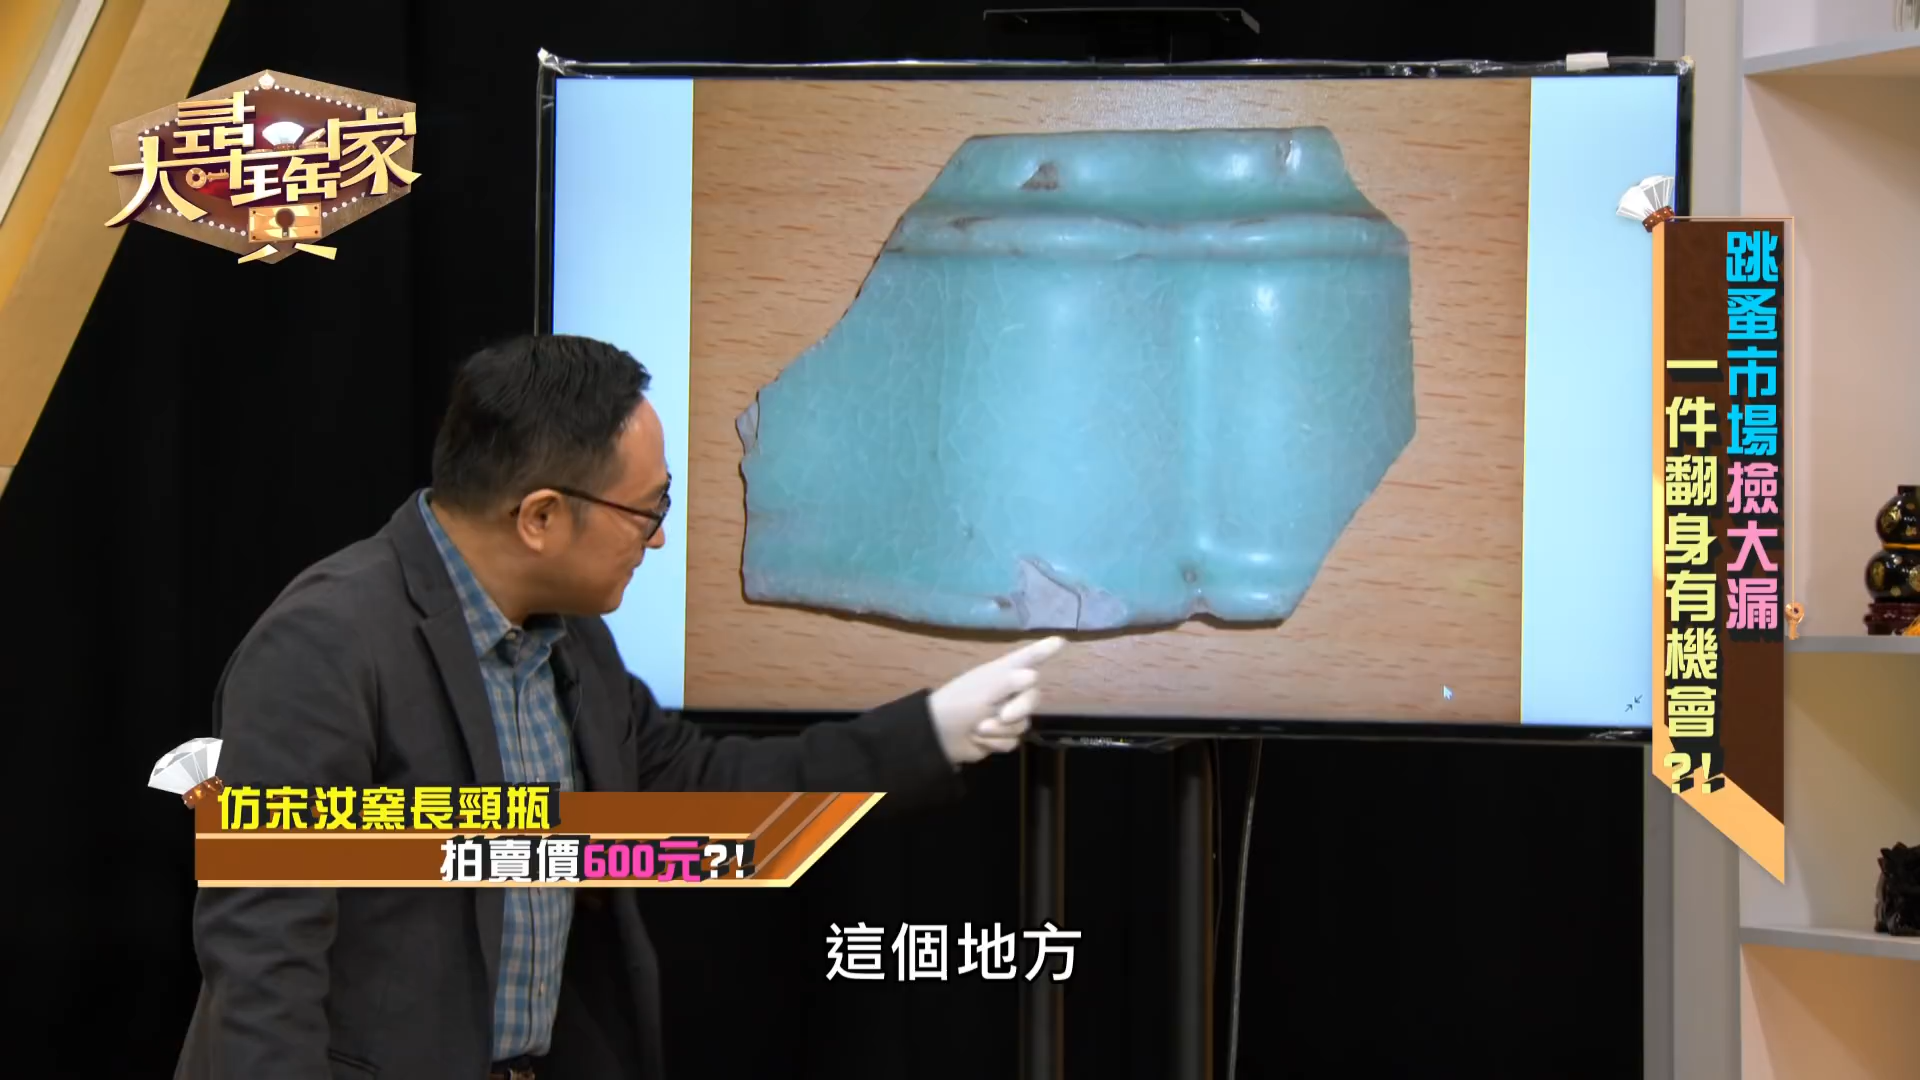 大尋寶家
跳蚤市場撿大漏
一件翻身有機會?!
仿宋汝窯長頸瓶
拍賣價600元?!
這個地方